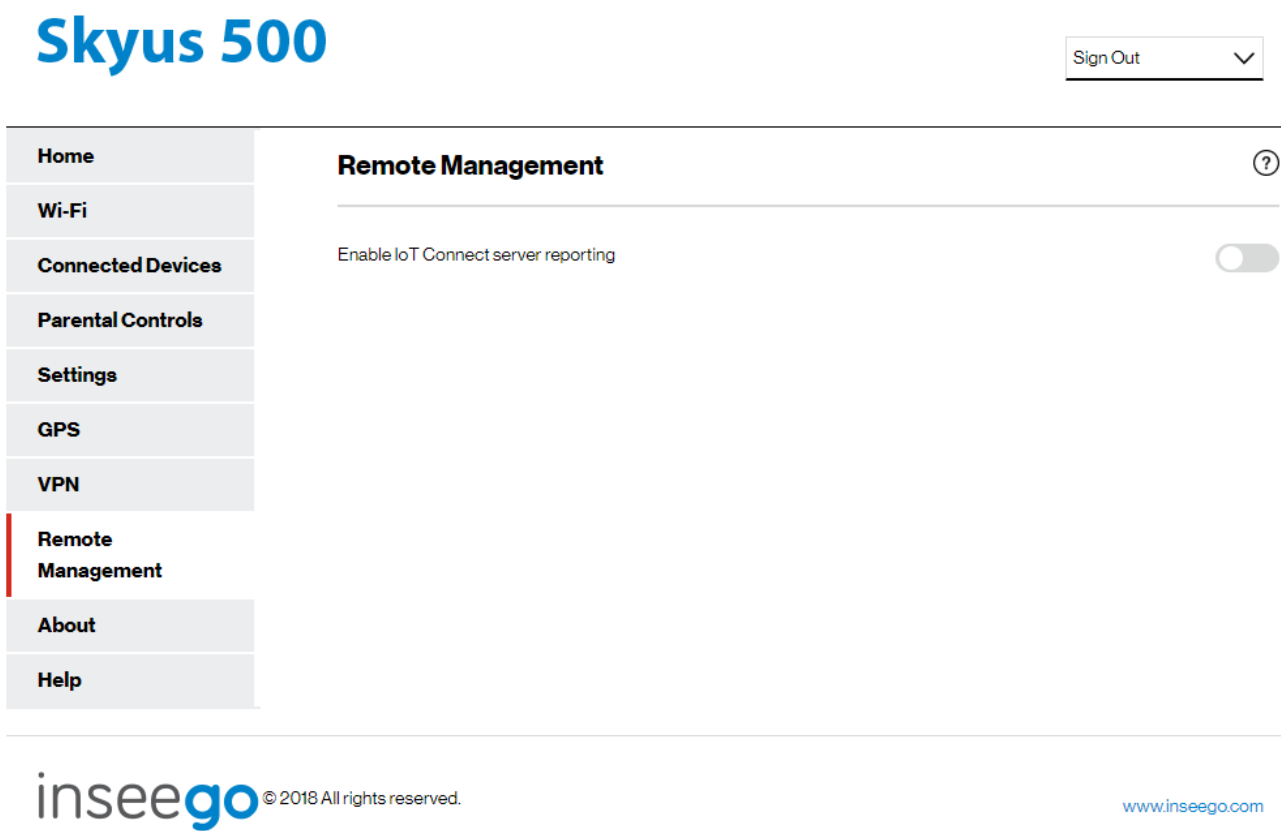 Skyus 500
Sign Out
Home
Wi-Fi
Connected Devices
Parental Controls
Settings
GPS
VPN
Remote
Management
About
Help
Remote Management
?
Enable IoT Connect server reporting
inseego © 2018 All rights reserved.
www.inseego.com